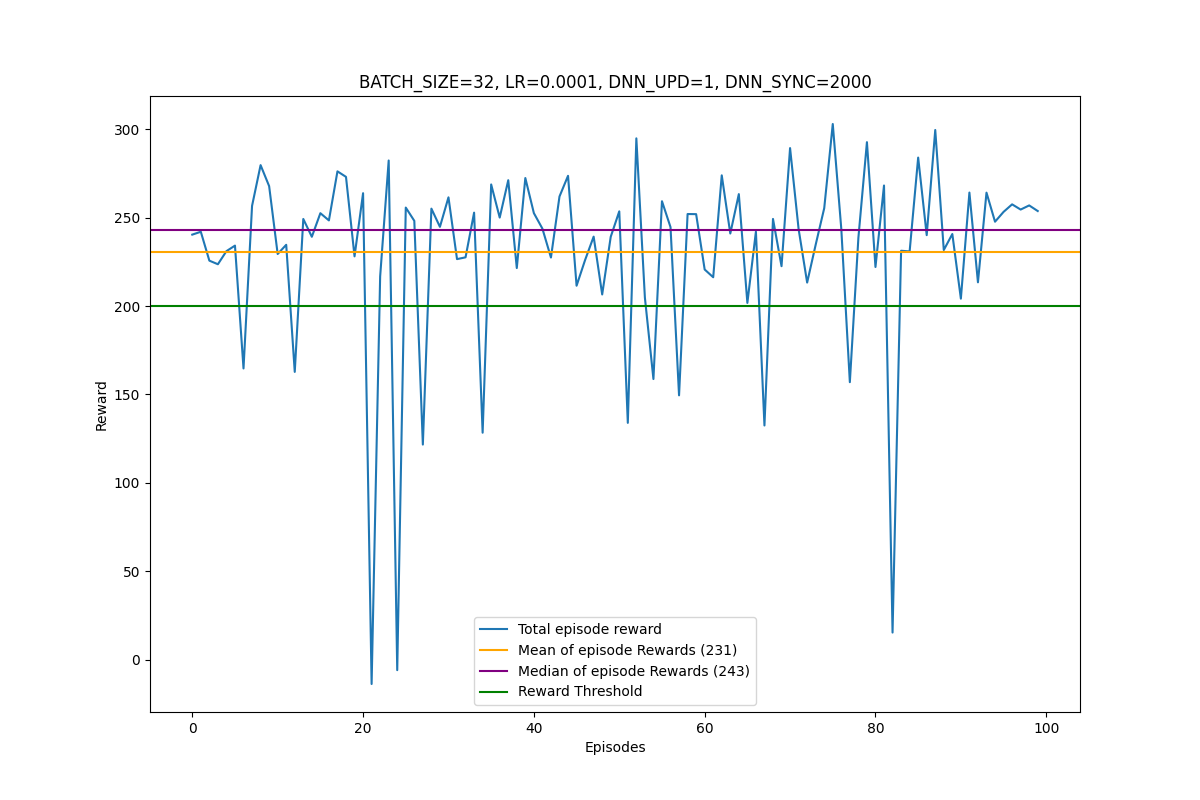 BATCH_SIZE=32, LR=0.0001, DNN_UPD=1, DNN_SYNC=2000
300
250
200
150
100
50
0
Reward
Total episode reward
Mean of episode Rewards (231)
Median of episode Rewards (243)
Reward Threshold
0 20 40 60 80 100
Episodes